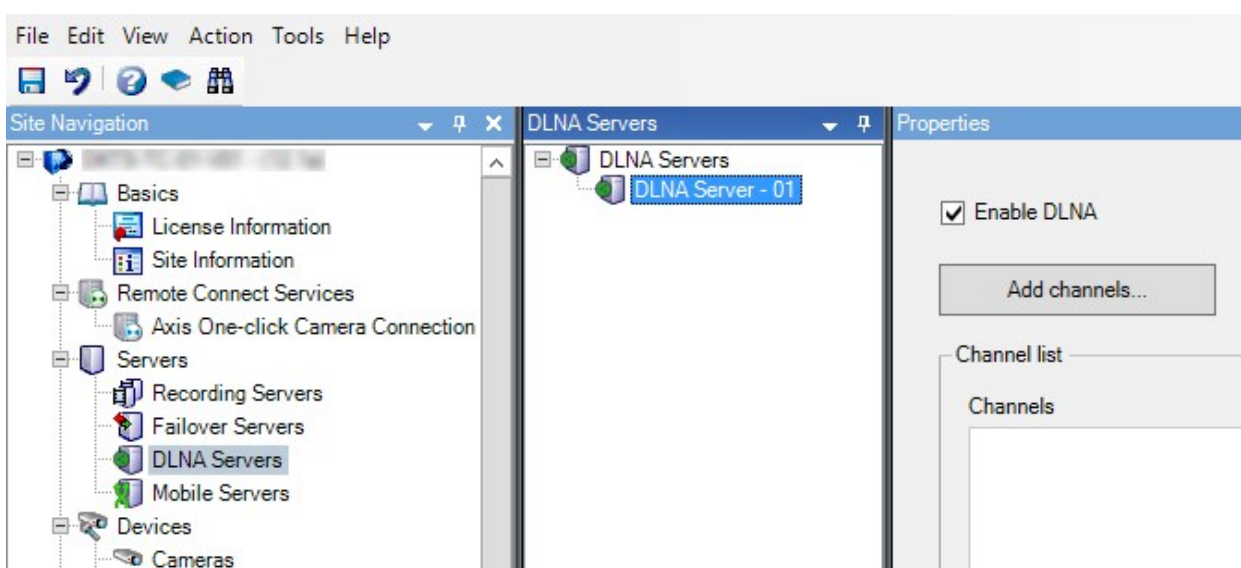 File Edit View Action Tools Help
Site Navigation
Basics
License Information
Site Information
Remote Connect Services
Axis One-click Camera Connection
Servers
Recording Servers
Failover Servers
DLNA Servers
Mobile Servers
Devices
Cameras
DLNA Servers
DLNA Servers
DLNA Server - 01
Properties
Enable DLNA
Add channels...
Channel list
Channels